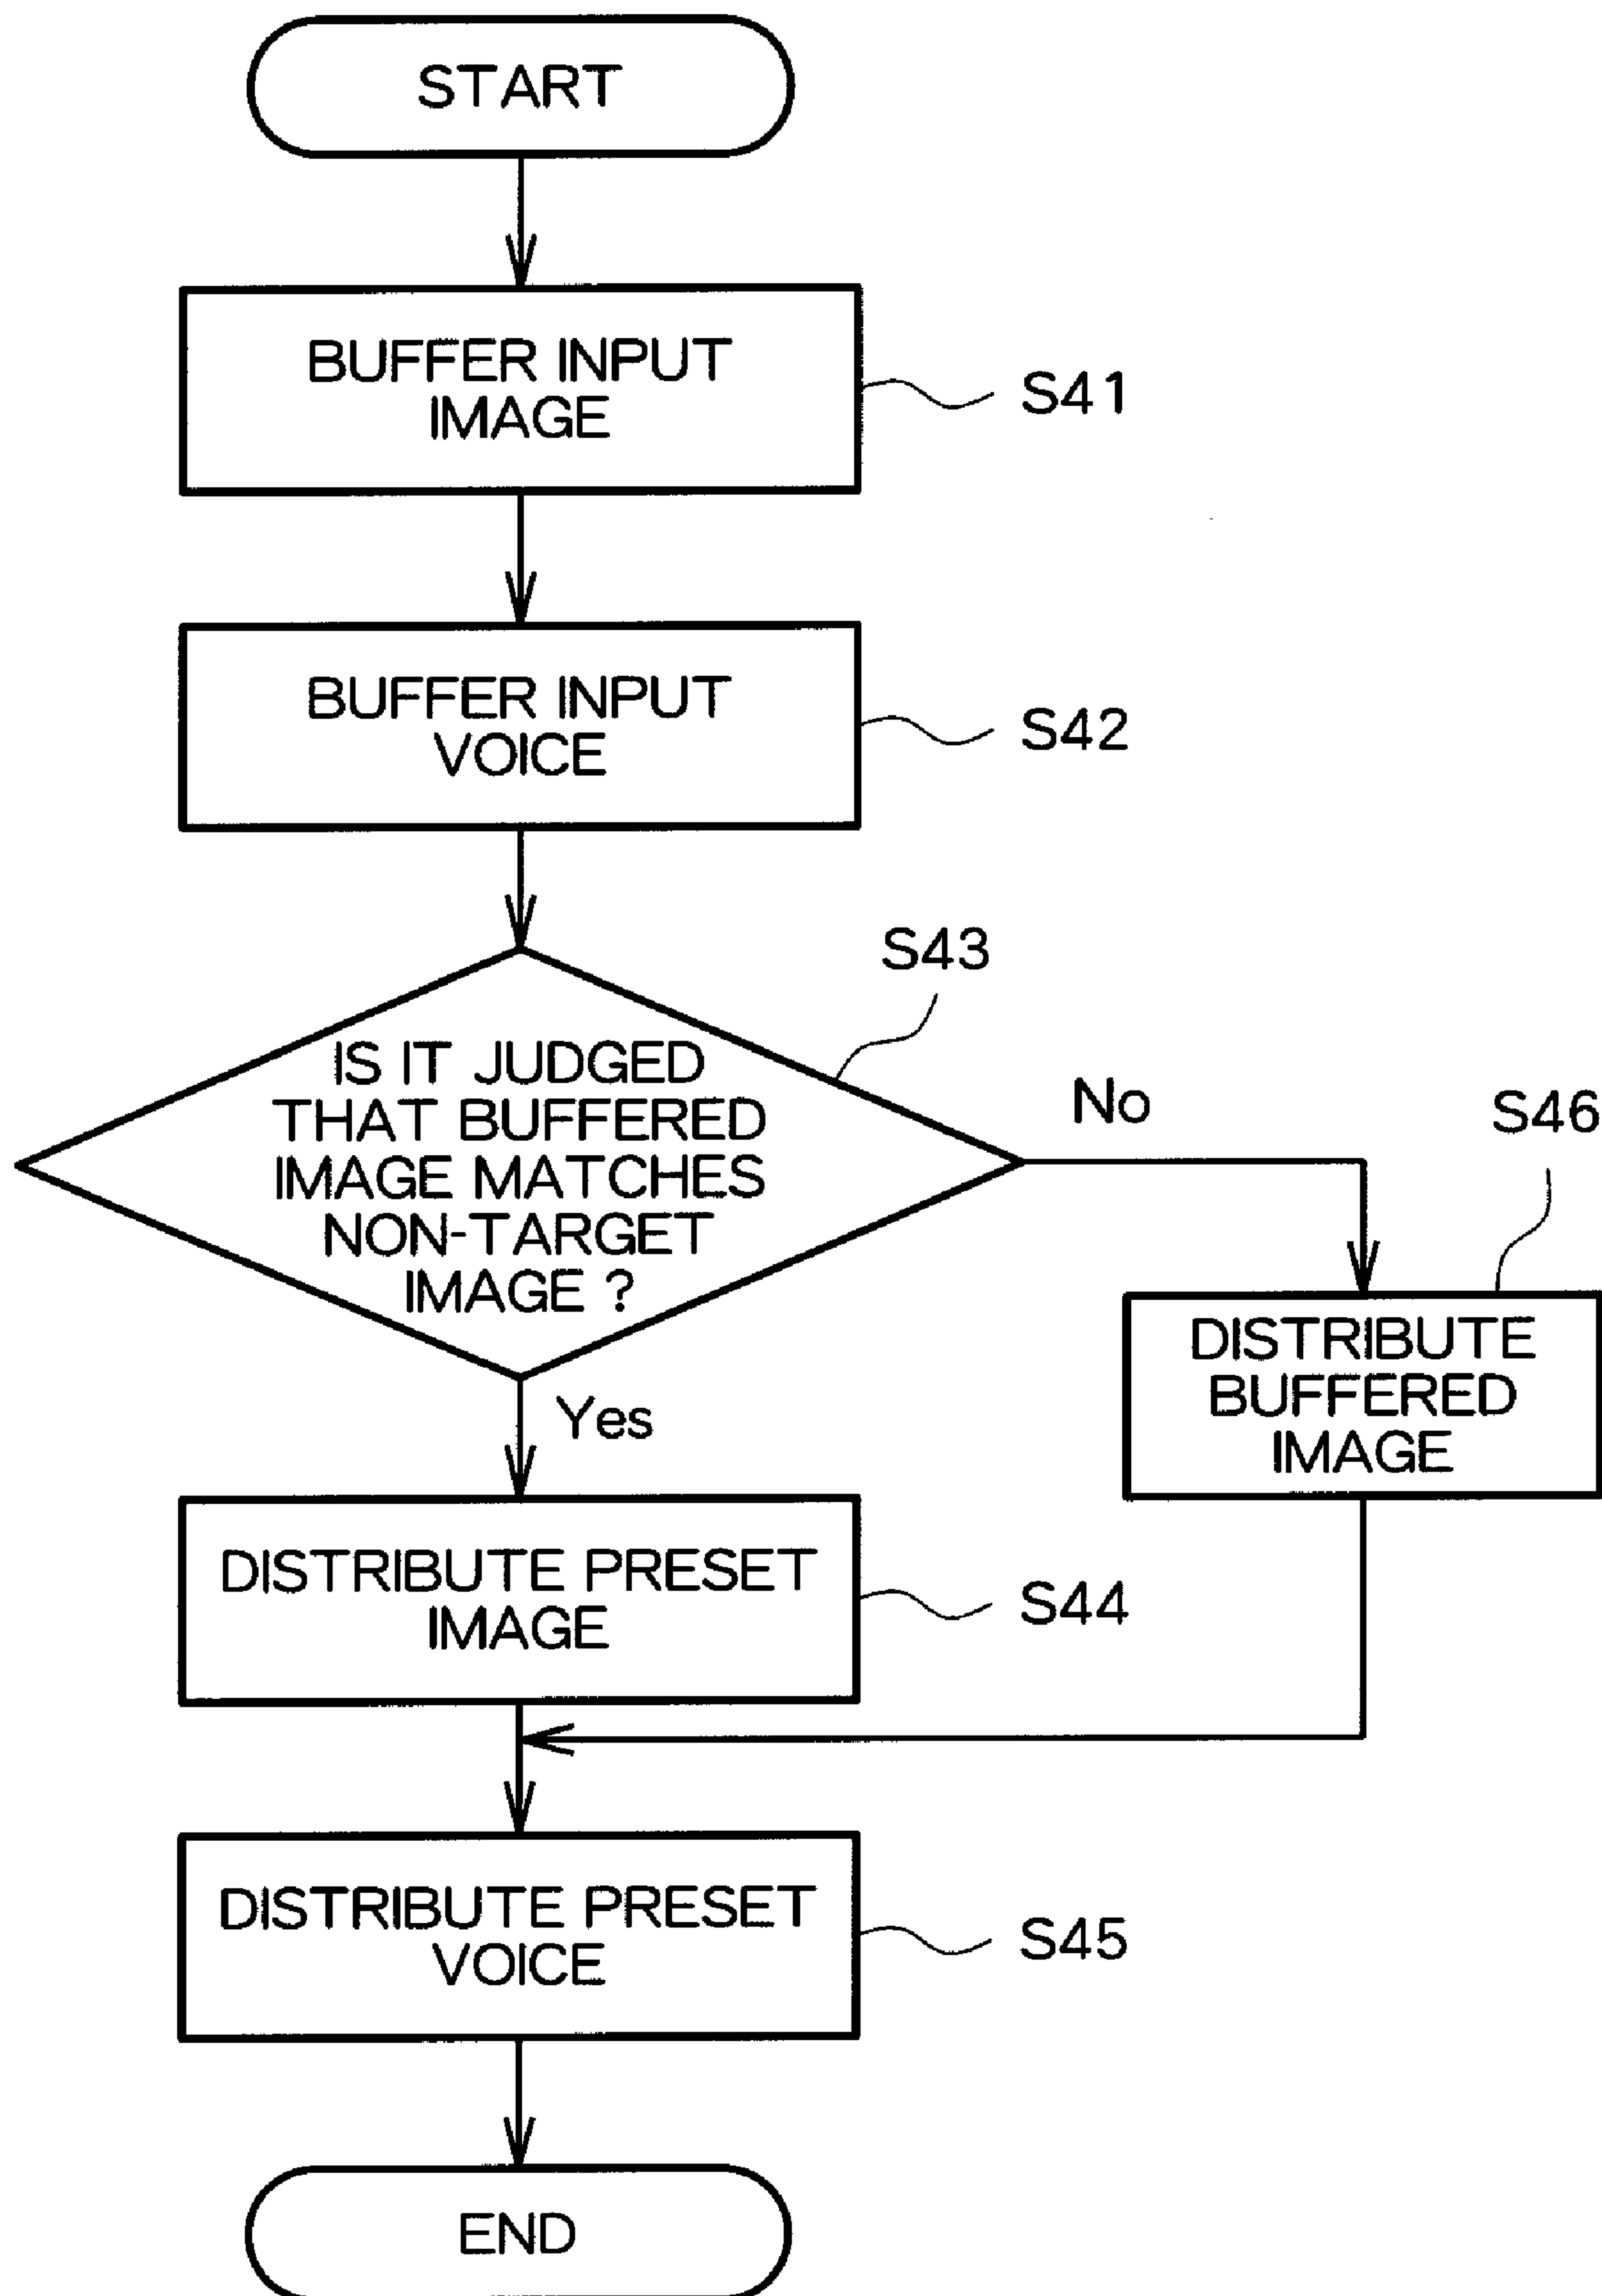 START
BUFFER INPUT
IMAGE
S41
BUFFER INPUT
VOICE
S42
S43
IS IT JUDGED
THAT BUFFERED
IMAGE MATCHES
NON-TARGET
IMAGE ?
No
S46
DISTRIBUTE
BUFFERED
IMAGE
Yes
DISTRIBUTE PRESET
IMAGE
S44
DISTRIBUTE PRESET
VOICE
S45
END